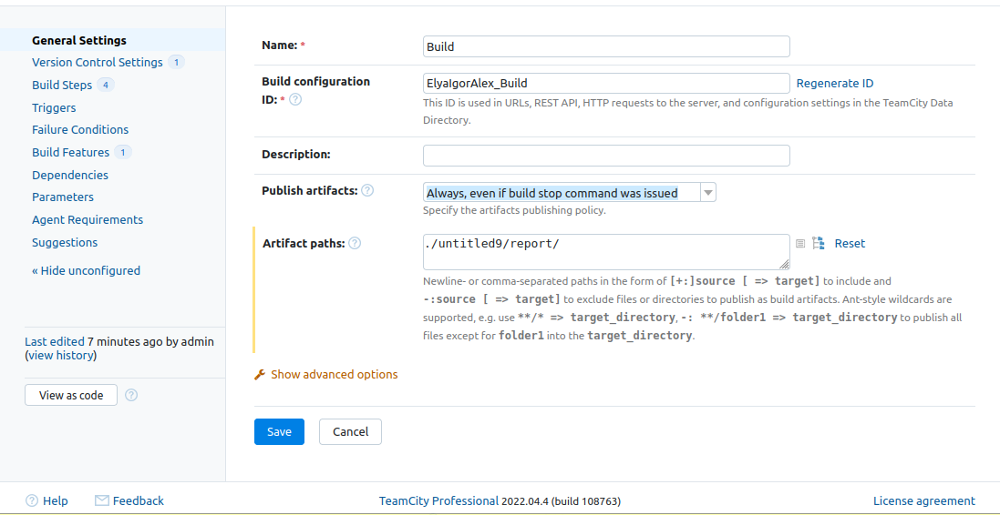 General Settings
Version Control Settings 1
Build Steps 4
Triggers
Failure Conditions
Build Features 1
Dependencies
Parameters
Agent Requirements
Suggestions
« Hide unconfigured
Last edited 7 minutes ago by admin
(view history)
View as code ?
Name: *
Build
Build configuration
ID: * ?
ElyaIgorAlex_Build
Regenerate ID
This ID is used in URLs, REST API, HTTP requests to the server, and configuration settings in the TeamCity Data
Directory.
Description:
Publish artifacts: ?
Always, even if build stop command was issued
Specify the artifacts publishing policy.
Artifact paths: ?
./untitled9/report/
Reset
Newline- or comma-separated paths in the form of [+:]source [ => target] to include and
-:source [ => target] to exclude files or directories to publish as build artifacts. Ant-style wildcards are
supported, e.g. use **/* => target_directory, -: **/folder1 => target_directory to publish all
files except for folder1 into the target_directory.
Show advanced options
Save
Cancel
? Help
Feedback
TeamCity Professional 2022.04.4 (build 108763)
License agreement